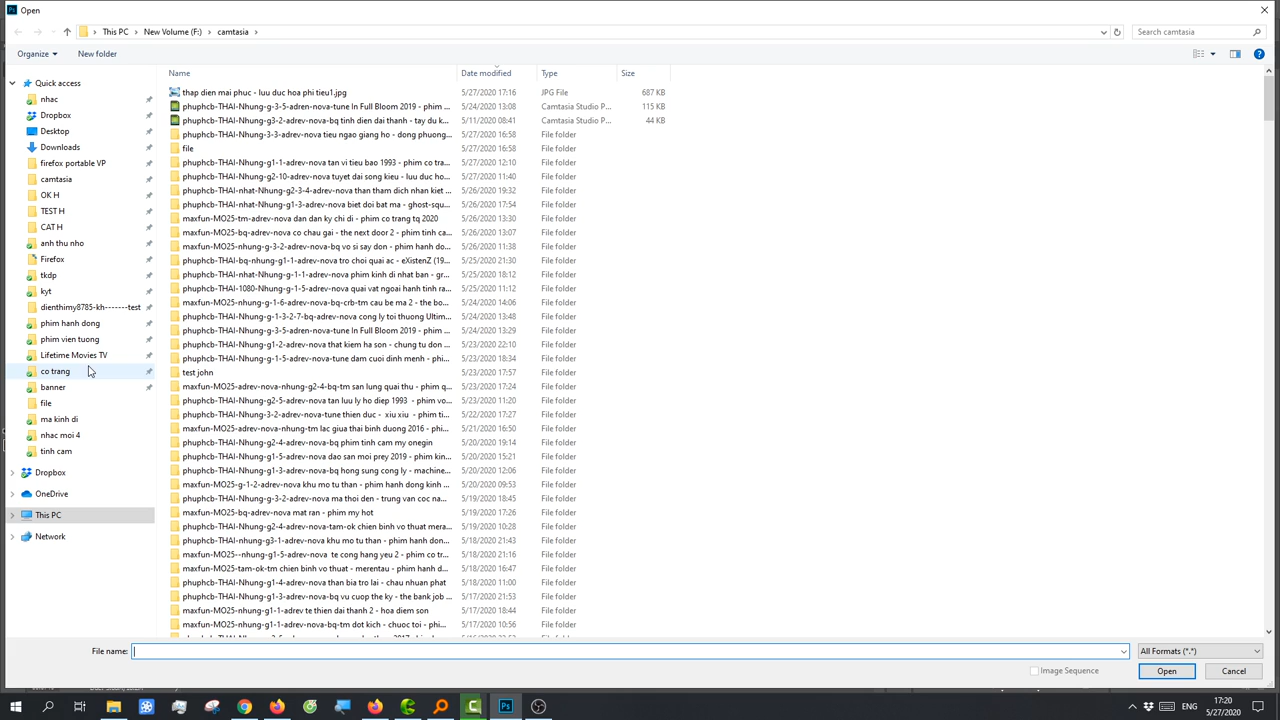 Open
This PC > New Volume (F:) > camtasia >
Search camtasia
Organize
New folder
Name Date modified Type Size
Quick access
nhac
Dropbox
Desktop
Downloads
firefox portable VP
camtasia
OK H
TEST H
CAT H
anh thu nho
Firefox
tkdp
kyt
dienthimy8785-kh-------test
phim hanh dong
phim vien tuong
Lifetime Movies TV
co trang
banner
file
ma kinh di
nhac moi 4
tinh cam
Dropbox
OneDrive
This PC
Network
thap dien mai phuc - luu duc hoa phi tieu1.jpg 5/27/2020 17:16 JPG File 687 KB
phuphcb-THAI-Nhung-g-3-5-adren-nova-tune In Full Bloom 2019 - phim ... 5/24/2020 13:08 Camtasia Studio P... 115 KB
phuphcb-THAI-Nhung-g3-2-adrev-nova-bq tinh dien dai thanh - tay du k... 5/11/2020 08:41 Camtasia Studio P... 44 KB
phuphcb-THAI-Nhung-3-3-adrev-nova tieu ngao giang ho - dong phuong... 5/27/2020 16:58 File folder
file 5/27/2020 16:58 File folder
phuphcb-THAI-Nhung-g1-1-adrev-nova tan vi tieu bao 1993 - phim co tra... 5/27/2020 12:10 File folder
phuphcb-THAI-Nhung-g2-10-adrev-nova tuyet dai song kieu - luu duc ho... 5/27/2020 11:40 File folder
phuphcb-THAI-nhat-Nhung-g2-3-4-adrev-nova than tham dich nhan kiet ... 5/26/2020 19:32 File folder
phuphcb-THAI-nhat-Nhung-g1-3-adrev-nova biet doi bat ma - ghost-squ... 5/26/2020 17:54 File folder
maxfun-MO25-tm-adrev-nova dan dan ky chi di - phim co trang tq 2020 5/26/2020 13:30 File folder
maxfun-MO25-bq-adrev-nova co chau gai - the next door 2 - phim tinh ca... 5/26/2020 13:07 File folder
maxfun-MO25-nhung-g-3-2-adrev-nova-bq vo si say don - phim hanh do... 5/26/2020 11:38 File folder
phuphcb-THAI-bq-nhung-g1-1-adrev-nova tro choi quai ac - eXistenZ (19... 5/25/2020 21:30 File folder
phuphcb-THAI-nhat-Nhung-g-1-1-adrev-nova phim kinh di nhat ban - gr... 5/25/2020 18:12 File folder
phuphcb-THAI-1080-Nhung-g-1-5-adrev-nova quai vat ngoai hanh tinh ra... 5/25/2020 18:11 File folder
maxfun-MO25-nhung-g-1-6-adrev-nova-bq-crb-tm cau be ma 2 - the bo... 5/24/2020 14:06 File folder
phuphcb-THAI-Nhung-g-1-3-2-7-bq-adrev-nova cong ly toi thuong Ultim... 5/24/2020 13:48 File folder
phuphcb-THAI-Nhung-g-3-5-adren-nova-tune In Full Bloom 2019 - phim ... 5/24/2020 13:29 File folder
phuphcb-THAI-Nhung-g1-2-adrev-nova that kiem ha son - chung tu don ... 5/23/2020 22:10 File folder
phuphcb-THAI-Nhung-g-1-5-adrev-nova-tune dam cuoi dinh menh - phi... 5/23/2020 18:34 File folder
test john 5/23/2020 17:57 File folder
maxfun-MO25-adrev-nova-nhung-g2-4-bq-tm san lung quai thu - phim q... 5/23/2020 17:24 File folder
phuphcb-THAI-Nhung-g2-5-adrev-nova tan luu ly ho diep 1993 - phim vo... 5/23/2020 11:20 File folder
phuphcb-THAI-Nhung-3-2-adrev-nova-tune thien duc - xiu xiu - phim ti... 5/22/2020 17:27 File folder
maxfun-MO25-adrev-nova-nhung-tm lac giua thai binh duong 2016 - phi... 5/21/2020 16:50 File folder
phuphcb-THAI-Nhung-g2-4-adrev-nova-bq phim tinh cam my onegin 5/20/2020 19:14 File folder
phuphcb-THAI-Nhung-g1-5-adrev-nova dao san moi prey 2019 - phim kin... 5/20/2020 15:21 File folder
phuphcb-THAI-Nhung-g1-3-adrev-nova-bq hong sung cong ly - machine... 5/20/2020 12:06 File folder
maxfun-MO25-g-1-2-adrev-nova khu mo tu than - phim hanh dong kinh ... 5/20/2020 09:53 File folder
phuphcb-THAI-Nhung-g-3-2-adrev-nova ma thoi den - trung van coc na... 5/19/2020 18:45 File folder
maxfun-MO25-bq-adrev-nova mat ran - phim my hot 5/19/2020 17:26 File folder
phuphcb-THAI-Nhung-g2-4-adrev-nova-tam-ok chien binh vo thuat mera... 5/19/2020 10:28 File folder
phuphcb-THAI-nhung-g3-1-adrev-nova khu mo tu than - phim hanh don... 5/18/2020 21:43 File folder
maxfun-MO25--nhung-g1-5-adrev-nova te cong hang yeu 2 - phim co tr... 5/18/2020 21:16 File folder
maxfun-MO25-tam-ok-tm chien binh vo thuat - merentau - phim hanh d... 5/18/2020 16:47 File folder
phuphcb-THAI-Nhung-g1-4-adrev-nova than bia tro lai - chau nhuan phat 5/18/2020 11:00 File folder
phuphcb-THAI-Nhung-g1-3-adrev-nova-bq vu cuop the ky - the bank job ... 5/17/2020 21:51 File folder
maxfun-MO25-nhung-g1-1-adrev te thien dai thanh 2 - hoa diem son 5/17/2020 18:44 File folder
maxfun-MO25-nhung-g1-1-adrev-nova-bq-tm dot kich - chuoc toi - phi... 5/17/2020 10:56 File folder
File name:
All Formats (*.*)
Image Sequence
Open
Cancel
ENG
17:20
5/27/2020